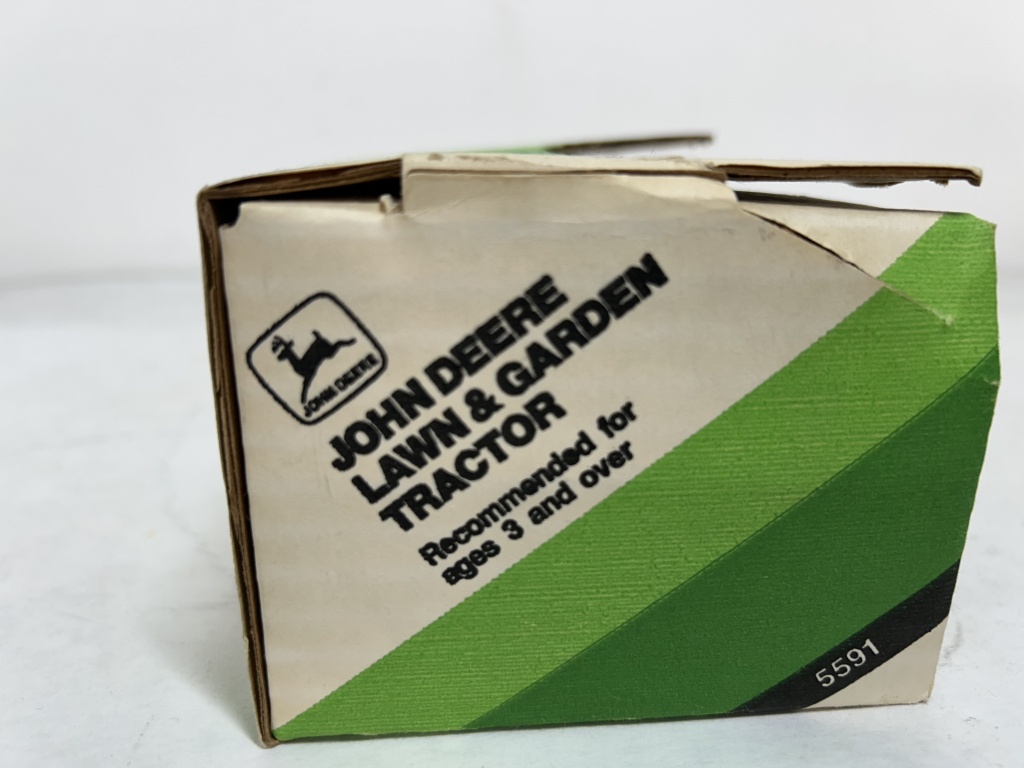 JOHN DEERE
JOHN DEERE
LAWN & GARDEN
TRACTOR
Recommended for
ages 3 and over
5591